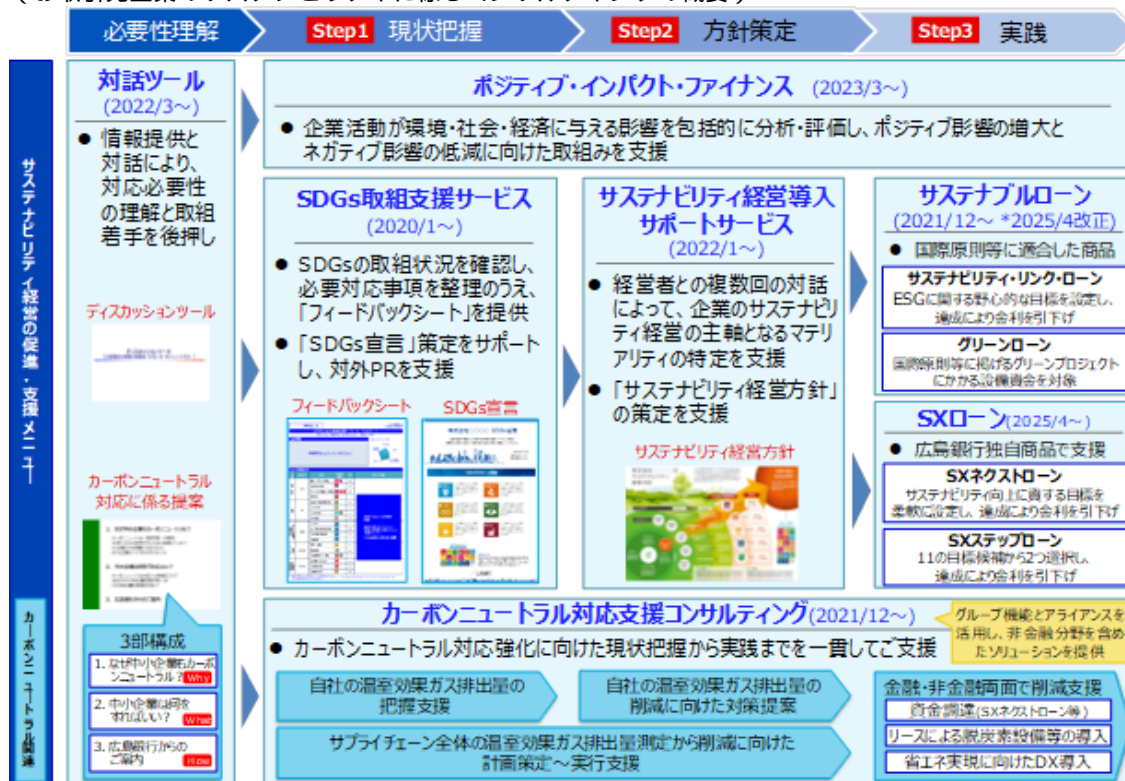 必要性理解
Step1 現状把握
Step2 方針策定
Step3 実践
サステナビリティ経営の促進・支援メニュー
カーボンニュートラル関連
対話ツール
(2022/3～)
● 情報提供と
対話により、
対応必要性
の理解と取組
着手を後押し
ディスカッションツール
カーボンニュートラル
対応に係る提案
3部構成
1. なぜ中小企業もカーボ
ンニュートラル？ Why
2. 中小企業は何を
すればいい？ What
3. 広島銀行からの
ご案内 How
ポジティブ・インパクト・ファイナンス (2023/3～)
● 企業活動が環境・社会・経済に与える影響を包括的に分析・評価し、ポジティブ影響の増大と
ネガティブ影響の低減に向けた取組みを支援
SDGs取組支援サービス
(2020/1～)
● SDGsの取組状況を確認し、
必要対応事項を整理のうえ、
「フィードバックシート」を提供
● 「SDGs宣言」策定をサポート
し、対外PRを支援
フィードバックシート
SDGs宣言
サステナビリティ経営導入
サポートサービス
(2022/1～)
● 経営者との複数回の対話
によって、企業のサステナビリ
ティ経営の主軸となるマテリ
アリティの特定を支援
● 「サステナビリティ経営方針」
の策定を支援
サステナビリティ経営方針
サステナブルローン
(2021/12～ *2025/4改正)
● 国際原則等に適合した商品
サステナビリティ・リンク・ローン
ESGに関する野心的な目標を設定し、
達成により金利を引下げ
グリーンローン
国際原則等に掲げるグリーンプロジェクト
にかかる設備資金を対象
SXローン(2025/4～)
● 広島銀行独自商品で支援
SXネクストローン
サステナビリティ向上に資する目標を
柔軟に設定し、達成により金利を引下げ
SXステップローン
11の目標候補から2つ選択し、
達成により金利を引下げ
カーボンニュートラル対応支援コンサルティング(2021/12～)
● カーボンニュートラル対応強化に向けた現状把握から実践までを一貫してご支援
グループ機能とアライアンスを
活用し、非金融分野を含め
たソリューションを提供
自社の温室効果ガス排出量の
把握支援
自社の温室効果ガス排出量の
削減に向けた対策提案
サプライチェーン全体の温室効果ガス排出量測定から削減に向けた
計画策定～実行支援
金融・非金融両面で削減支援
資金調達(SXネクストローン等)
リースによる脱炭素設備等の導入
省エネ実現に向けたDX導入